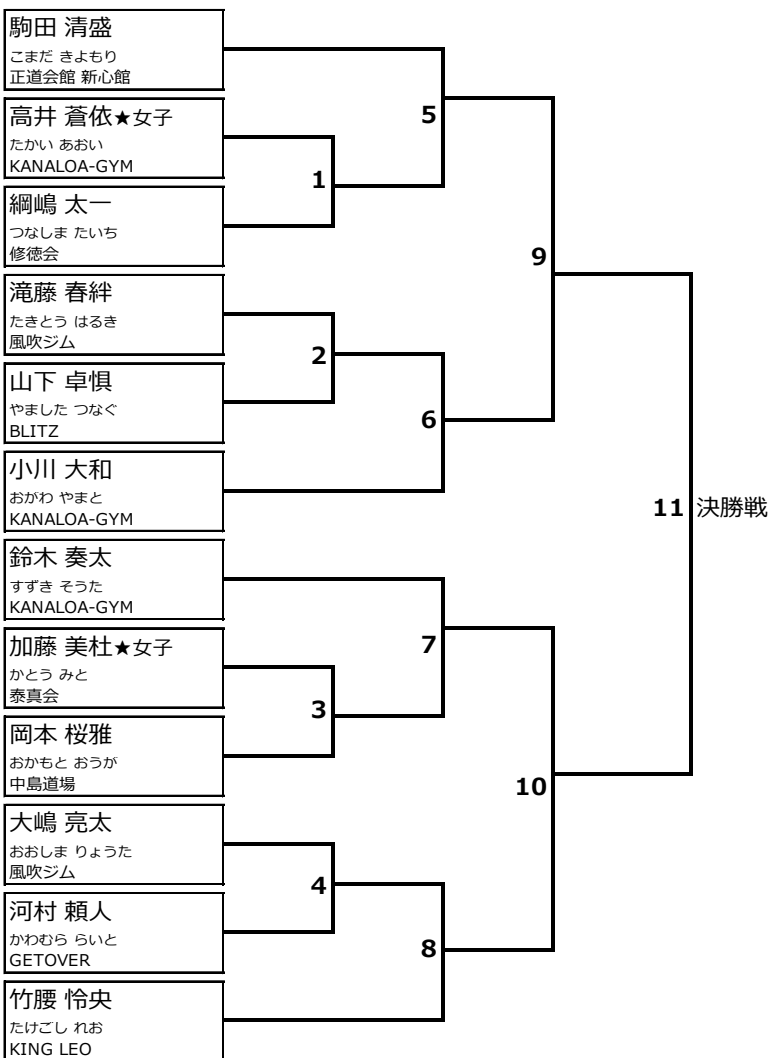 駒田 清盛
こまだ きよもり
正道会館 新心館
高井 蒼依★女子
たかい あおい
KANALOA-GYM
綱嶋 太一
つなしま たいち
修徳会
滝藤 春絆
たきとう はるき
風吹ジム
山下 卓惧
やました つなぐ
BLITZ
小川 大和
おがわ やまと
KANALOA-GYM
鈴木 奏太
すずき そうた
KANALOA-GYM
加藤 美杜★女子
かとう みと
泰真会
岡本 桜雅
おかもと おうが
中島道場
大嶋 亮太
おおしま りょうた
風吹ジム
河村 頼人
かわむら らいと
GETOVER
竹腰 怜央
たけごし れお
KING LEO
1
2
3
4
5
6
7
8
9
10
11 決勝戦